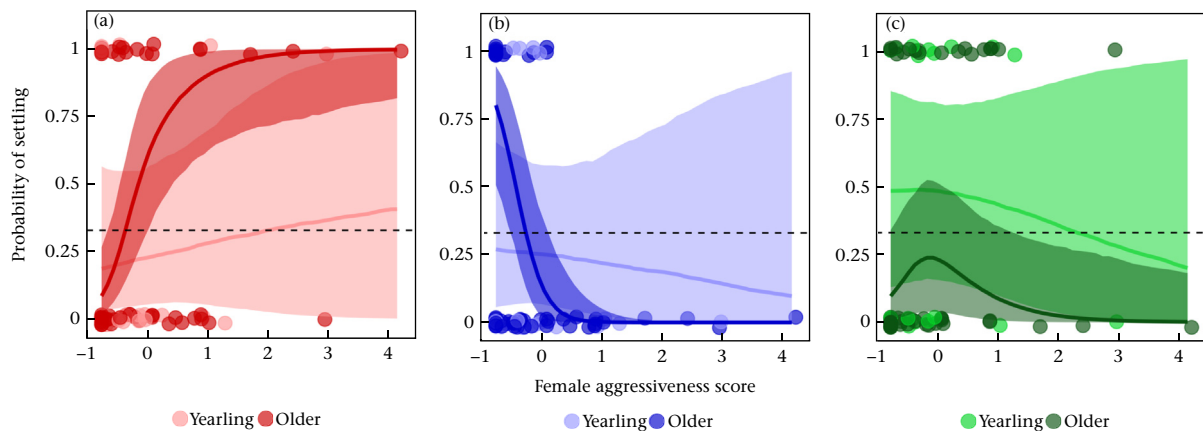 (a)
(b)
(c)
Probability of settling
1
0.75
0.5
0.25
0
1
0.75
0.5
0.25
0
1
0.75
0.5
0.25
0
−1 0 1 2 3 4
−1 0 1 2 3 4
−1 0 1 2 3 4
Female aggressiveness score
Yearling Older
Yearling Older
Yearling Older